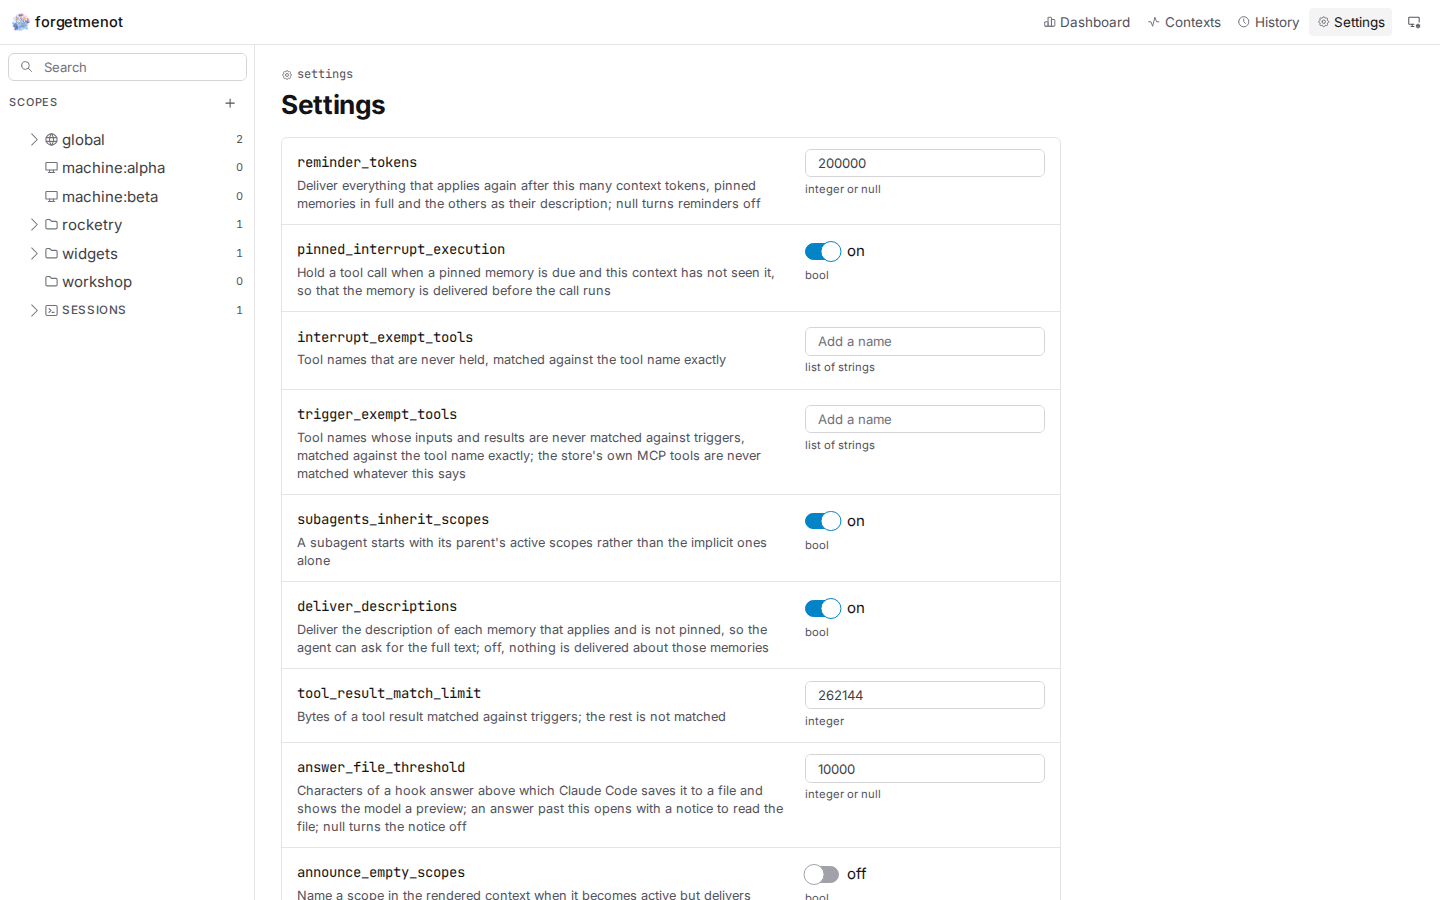 forgetmenot
Dashboard
Contexts
History
Settings
Search
SCOPES
global 2
machine:alpha 0
machine:beta 0
rocketry 1
widgets 1
workshop 0
SESSIONS 1
settings
Settings
reminder_tokens
Deliver everything that applies again after this many context tokens, pinned
memories in full and the others as their description; null turns reminders off
200000
integer or null
pinned_interrupt_execution
Hold a tool call when a pinned memory is due and this context has not seen it,
so that the memory is delivered before the call runs
on
bool
interrupt_exempt_tools
Tool names that are never held, matched against the tool name exactly
Add a name
list of strings
trigger_exempt_tools
Tool names whose inputs and results are never matched against triggers,
matched against the tool name exactly; the store's own MCP tools are never
matched whatever this says
Add a name
list of strings
subagents_inherit_scopes
A subagent starts with its parent's active scopes rather than the implicit ones
alone
on
bool
deliver_descriptions
Deliver the description of each memory that applies and is not pinned, so the
agent can ask for the full text; off, nothing is delivered about those memories
on
bool
tool_result_match_limit
Bytes of a tool result matched against triggers; the rest is not matched
262144
integer
answer_file_threshold
Characters of a hook answer above which Claude Code saves it to a file and
shows the model a preview; an answer past this opens with a notice to read the
file; null turns the notice off
10000
integer or null
announce_empty_scopes
Name a scope in the rendered context when it becomes active but delivers
off
bool